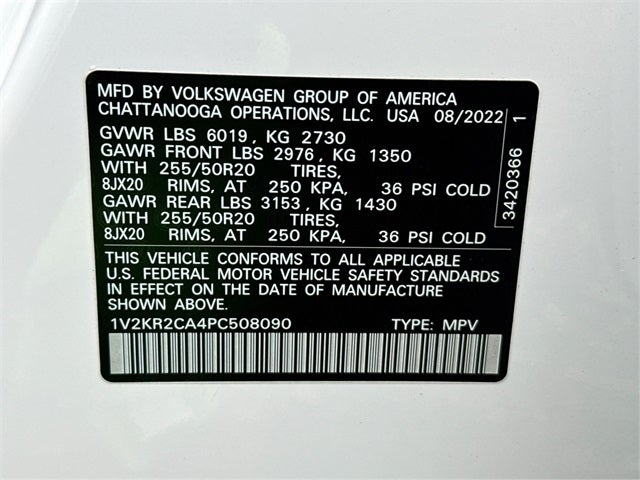 MFD BY VOLKSWAGEN GROUP OF AMERICA
CHATTANOOGA OPERATIONS, LLC. USA 08/2022
GVWR LBS 6019, KG 2730
GAWR FRONT LBS 2976, KG 1350
WITH 255/50R20 TIRES,
8JX20 RIMS, AT 250 KPA, 36 PSI COLD
GAWR REAR LBS 3153, KG 1430
WITH 255/50R20 TIRES,
8JX20 RIMS, AT 250 KPA, 36 PSI COLD
THIS VEHICLE CONFORMS TO ALL APPLICABLE
U.S. FEDERAL MOTOR VEHICLE SAFETY STANDARDS
IN EFFECT ON THE DATE OF MANUFACTURE
SHOWN ABOVE.
1V2KR2CA4PC508090 TYPE: MPV
3420366 1